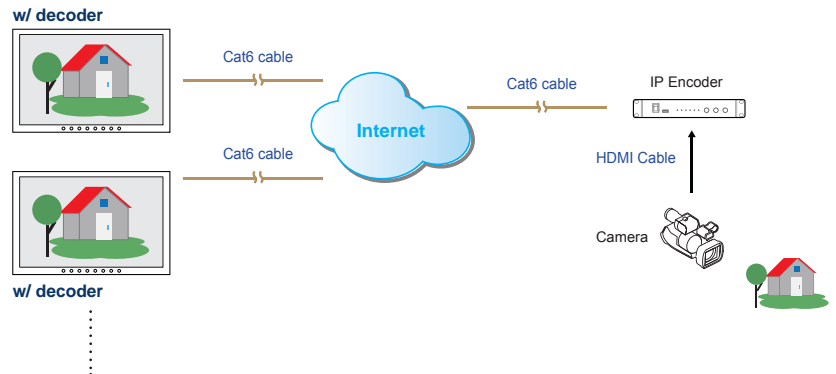 w/ decoder
Cat6 cable
Cat6 cable
IP Encoder
Internet
Cat6 cable
HDMI Cable
Camera
w/ decoder